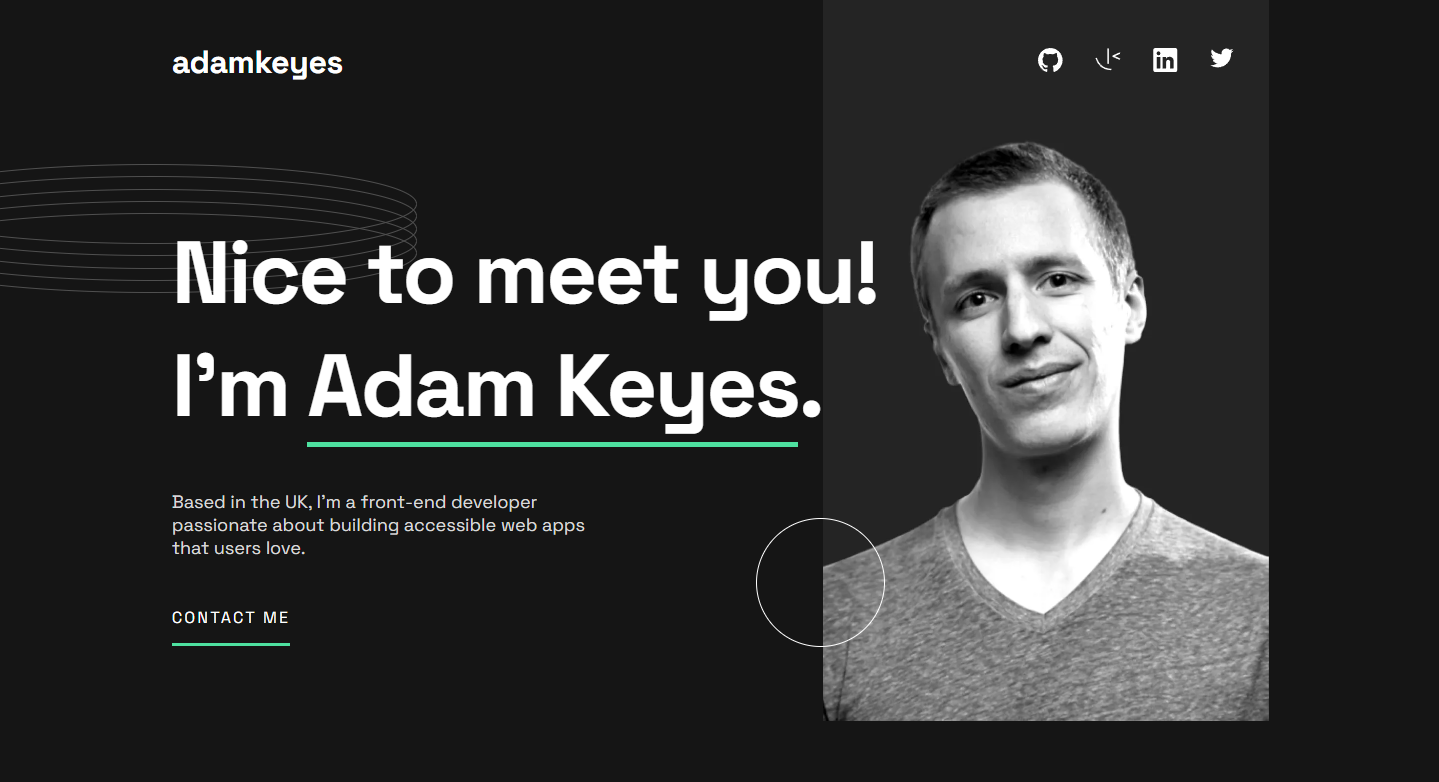 adamkeyes
Nice to meet you!
I’m Adam Keyes.
Based in the UK, I’m a front-end developer
passionate about building accessible web apps
that users love.
CONTACT ME